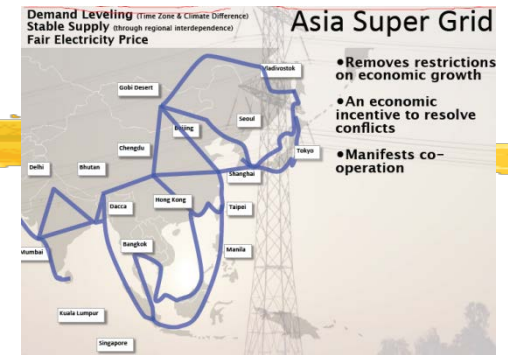 Demand Leveling (Time Zone & Climate Difference)
Stable Supply (through regional interdependence)
Fair Electricity Price
Asia Super Grid
•Removes restrictions
on economic growth
•An economic
incentive to resolve
conflicts
•Manifests co-
operation
Vladivostok
Gobi Desert
Seoul
Beijing
Chengdu
Tokyo
Delhi
Bhutan
Shanghai
Dacca
Hong Kong
Taipei
Bangkok
Manila
Mumbai
Kuala Lumpur
Singapore